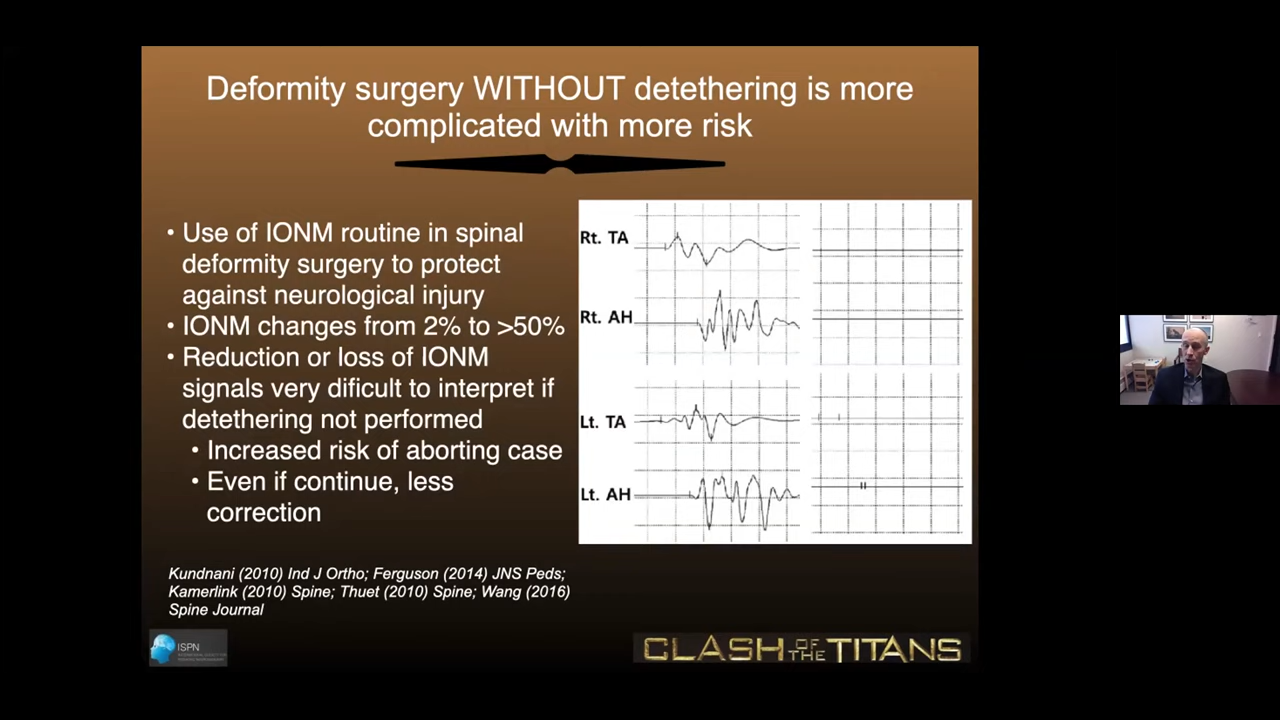 Deformity surgery WITHOUT detethering is more
complicated with more risk
• Use of IONM routine in spinal
deformity surgery to protect
against neurological injury
• IONM changes from 2% to >50%
• Reduction or loss of IONM
signals very dificult to interpret if
detethering not performed
• Increased risk of aborting case
• Even if continue, less
correction
Rt. TA
Rt. AH
Lt. TA
Lt. AH
Kundnani (2010) Ind J Ortho; Ferguson (2014) JNS Peds;
Kamerlink (2010) Spine; Thuet (2010) Spine; Wang (2016)
Spine Journal
ISPN
CLASH OF THE TITANS